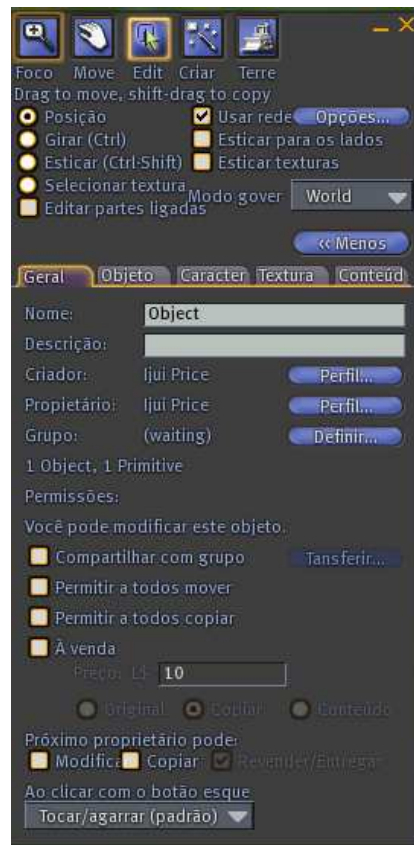 Foco Move Edit Criar Terre
Drag to move, shift-drag to copy
Posição Usar rede Opções...
Girar (Ctrl) Esticar para os lados
Esticar (Ctrl-Shift) Esticar texturas
Selecionar textura Modo gover World
Editar partes ligadas
<< Menos
Geral Objeto Caracter Textura Conteúd
Nome: Object
Descrição:
Criador: Ijui Price Perfil...
Propietário: Ijui Price Perfil...
Grupo: (waiting) Definir...
1 Object, 1 Primitive
Permissões:
Você pode modificar este objeto.
Compartilhar com grupo Tansferir...
Permitir a todos mover
Permitir a todos copiar
À venda
Preço: L$ 10
Original Copiar Conteúdo
Próximo proprietário pode:
Modifica Copiar Revender/Entregar
Ao clicar com o botão esque
Tocar/agarrar (padrão)